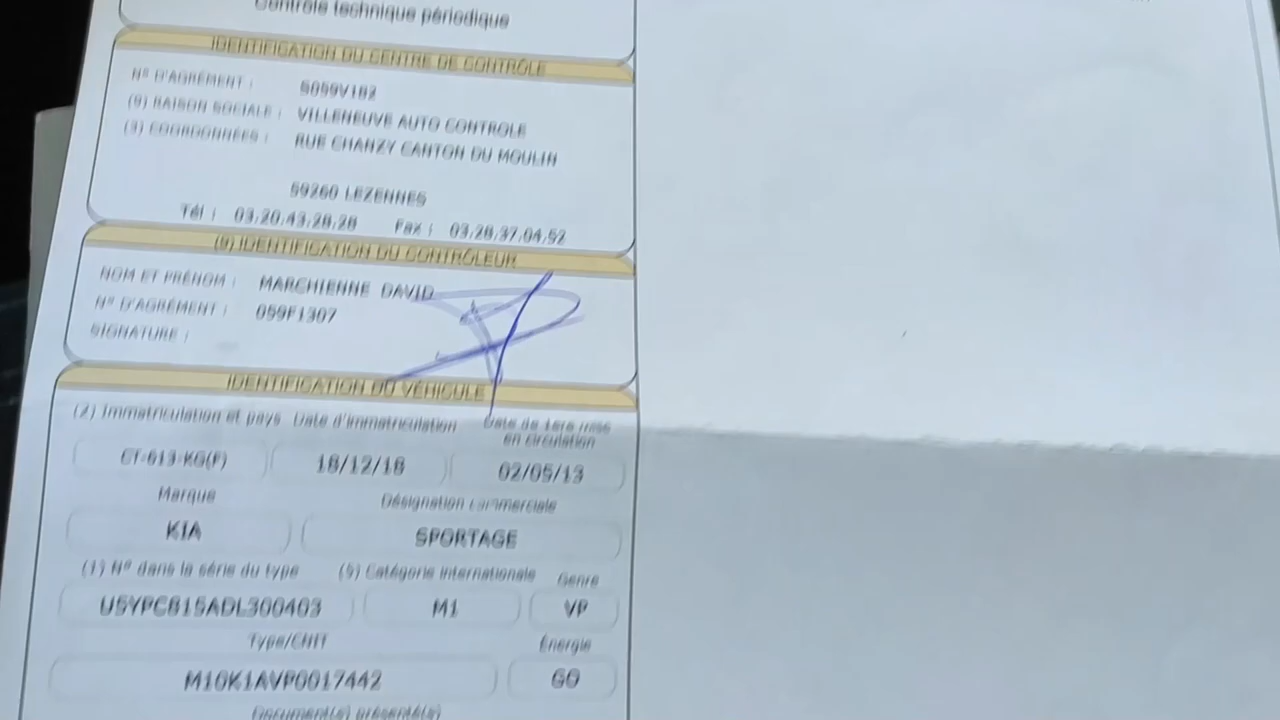 Contrôle technique périodique
IDENTIFICATION DU CENTRE DE CONTRÔLE
N° D'AGRÉMENT : S059V182
(9) RAISON SOCIALE : VILLENEUVE AUTO CONTROLE
(3) COORDONNÉES : RUE CHANZY CANTON DU MOULIN
59260 LEZENNES
Tél : 03.20.43.28.28 Fax : 03.28.37.04.52
(9) IDENTIFICATION DU CONTRÔLEUR
NOM ET PRÉNOM : MARCHIENNE DAVID
N° D'AGRÉMENT : 059F1307
SIGNATURE :
IDENTIFICATION DU VÉHICULE
(2) Immatriculation et pays Date d'immatriculation Date de 1ère mise en circulation
CT-613-KG(F) 18/12/18 02/05/13
Marque Désignation commerciale
KIA SPORTAGE
(1) N° dans la série du type (5) Catégorie internationale Genre
U5YPC815ADL300403 M1 VP
Type/CNIT Énergie
M10K1AVP0017442 GO
Document(s) présenté(s)